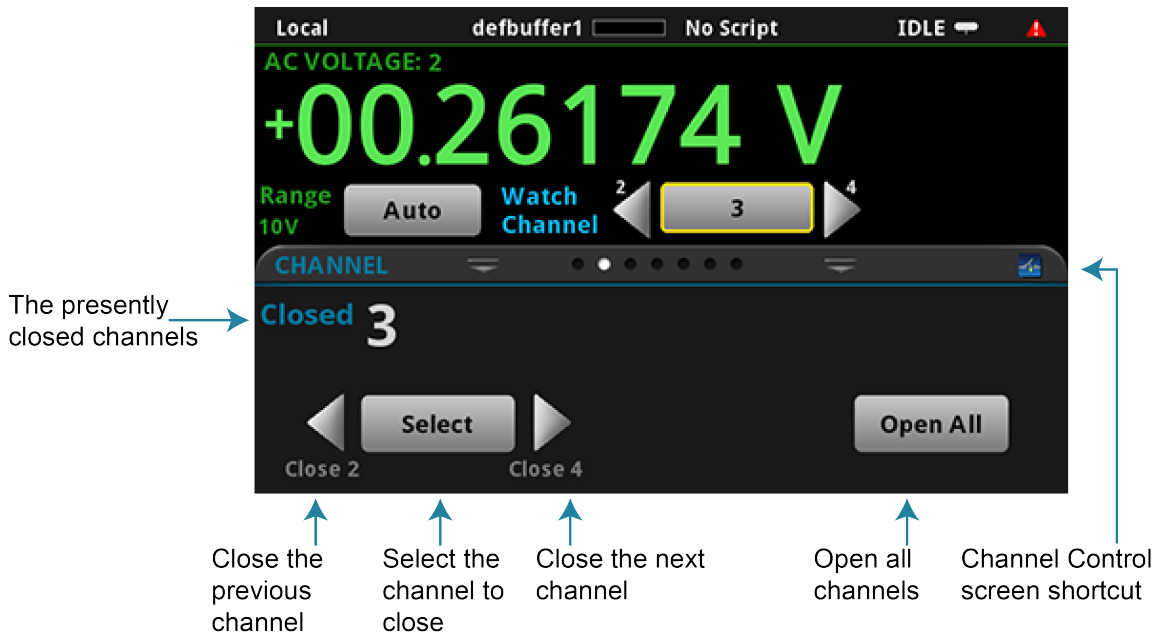 Local defbuffer1 No Script IDLE
AC VOLTAGE: 2
+00.26174 V
Range Auto Watch 2 3 4
10V Channel
CHANNEL
The presently
closed channels
Closed 3
Select Open All
Close 2 Close 4
Close the
previous
channel
Select the
channel to
close
Close the next
channel
Open all
channels
Channel Control
screen shortcut